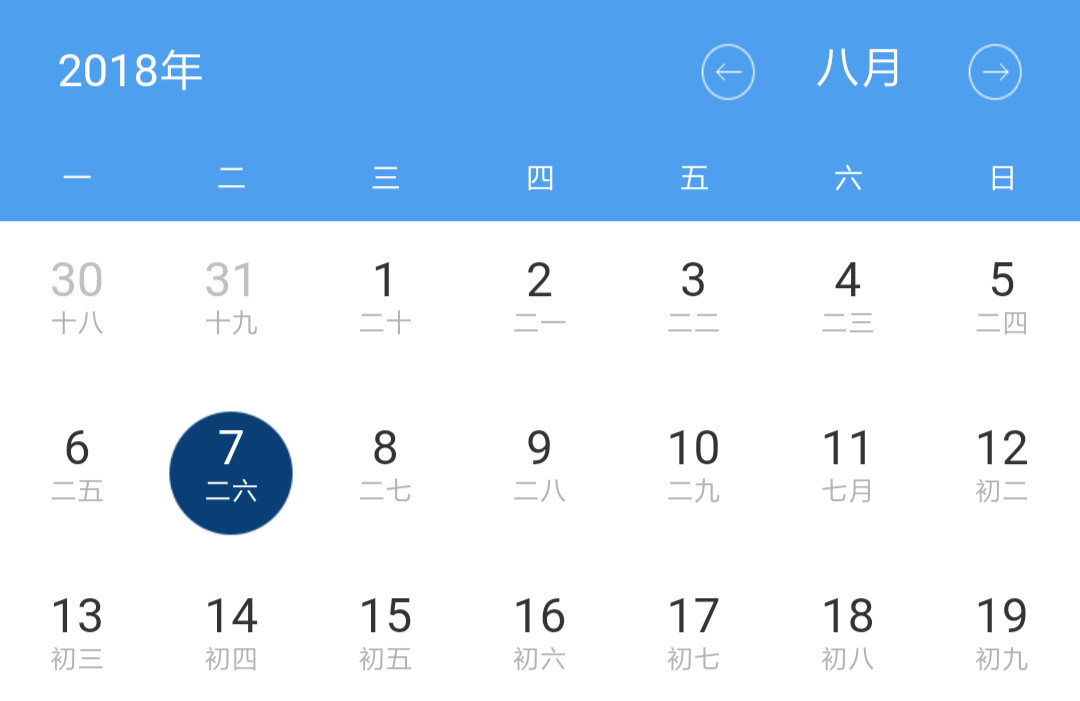 2018年 八月
一 二 三 四 五 六 日
30 31 1 2 3 4 5
十八 十九 二十 二一 二二 二三 二四
6 7 8 9 10 11 12
二五 二六 二七 二八 二九 七月 初二
13 14 15 16 17 18 19
初三 初四 初五 初六 初七 初八 初九